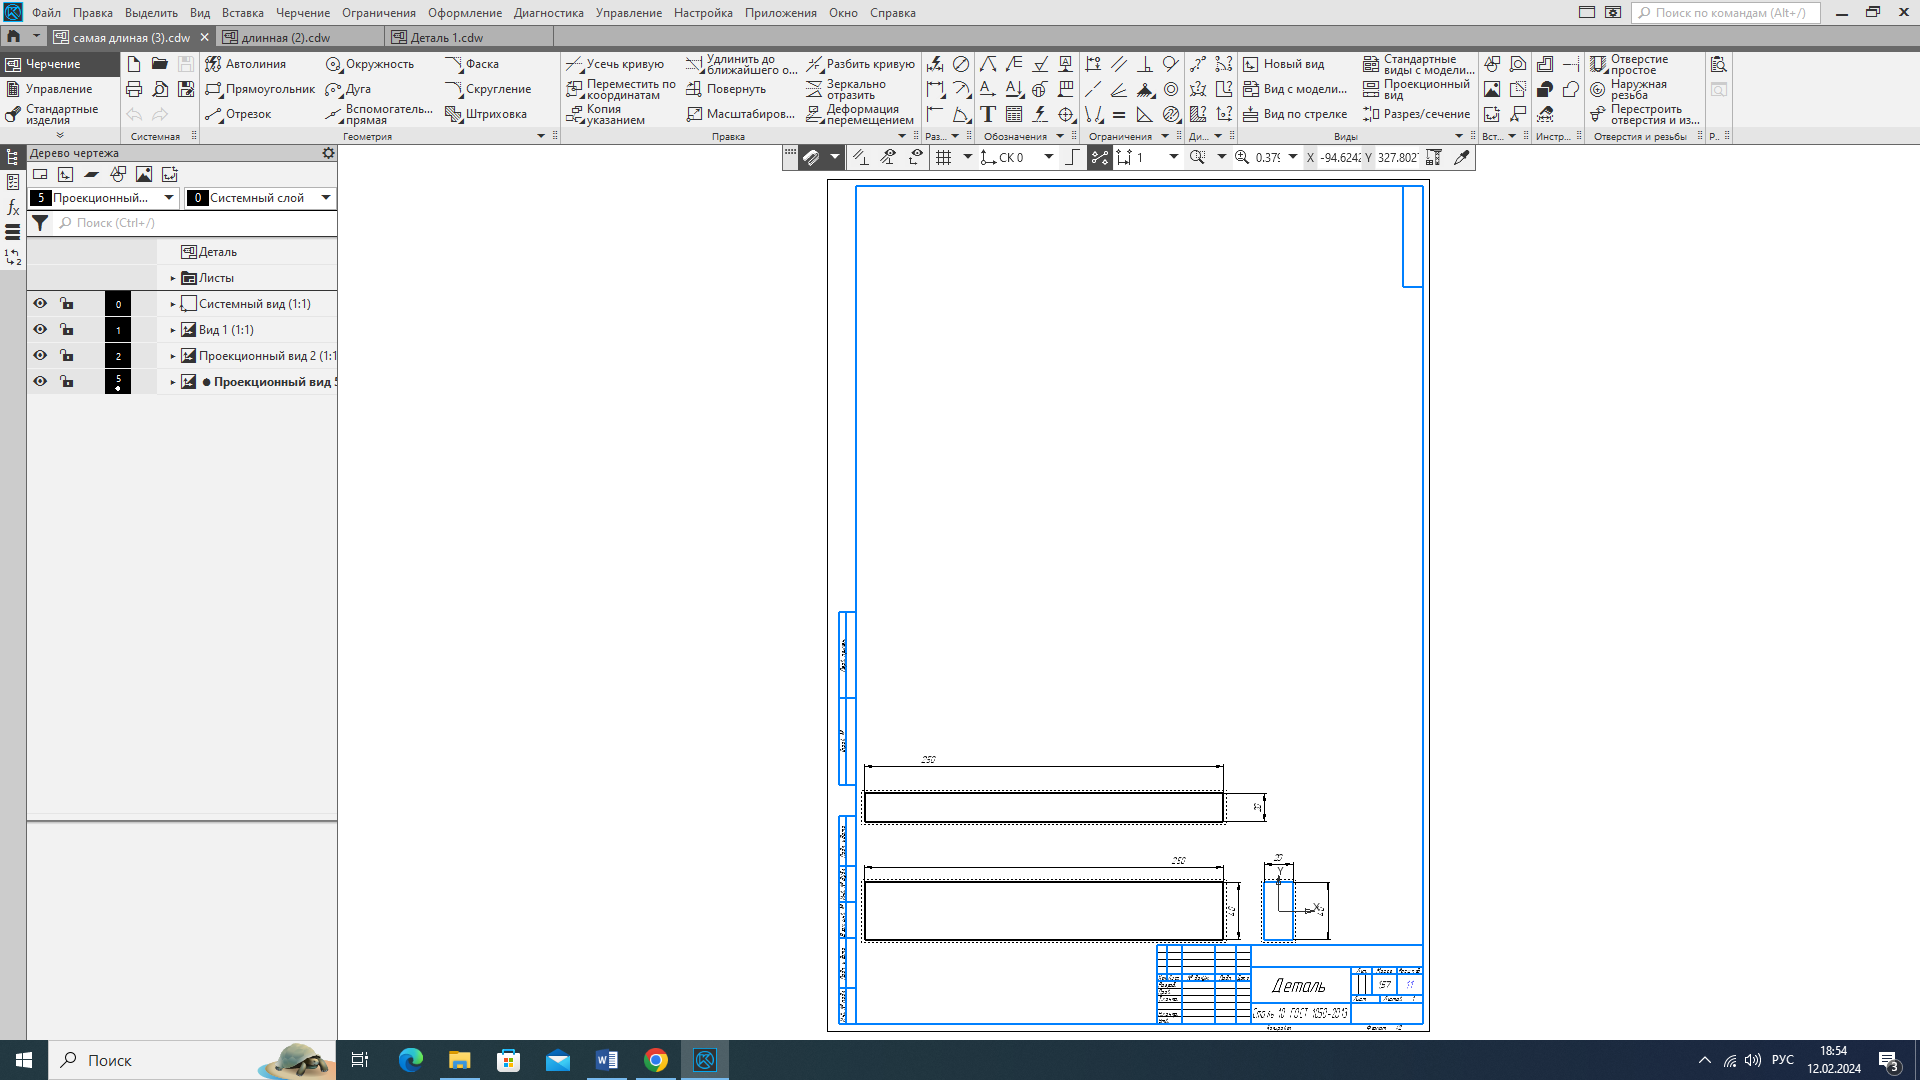 Файл Правка Выделить Вид Вставка Черчение Ограничения Оформление Диагностика Управление Настройка Приложения Окно Справка
Поиск по командам (Alt+/)
самая длиная (3).cdw
длинная (2).cdw
Деталь 1.cdw
Черчение
Управление
Стандартные изделия
Системная
Автолиния
Прямоугольник
Отрезок
Окружность
Дуга
Вспомогатель... прямая
Фаска
Скругление
Штриховка
Геометрия
Усечь кривую
Переместить по координатам
Копия указанием
Удлинить до ближайшего о...
Повернуть
Масштабиров...
Разбить кривую
Зеркально отразить
Деформация перемещением
Правка
Раз...
Обозначения
Ограничения
Ди...
Новый вид
Вид с модели...
Вид по стрелке
Стандартные виды с модели...
Проекционный вид
Разрез/сечение
Виды
Вст...
Инстр...
Отверстие простое
Наружная резьба
Перестроить отверстия и из...
Отверстия и резьбы
Р..
Дерево чертежа
5 Проекционный...
0 Системный слой
Поиск (Ctrl+/)
Деталь
Листы
0 Системный вид (1:1)
1 Вид 1 (1:1)
2 Проекционный вид 2 (1:1
5 Проекционный вид 5
СК 0
1
X -94.6242
Y 327.802
250
20
250
40
20
Y
X
40
Деталь
157
Сталь 10 ГОСТ 1050-2013
Поиск
РУС
18:54
12.02.2024
3